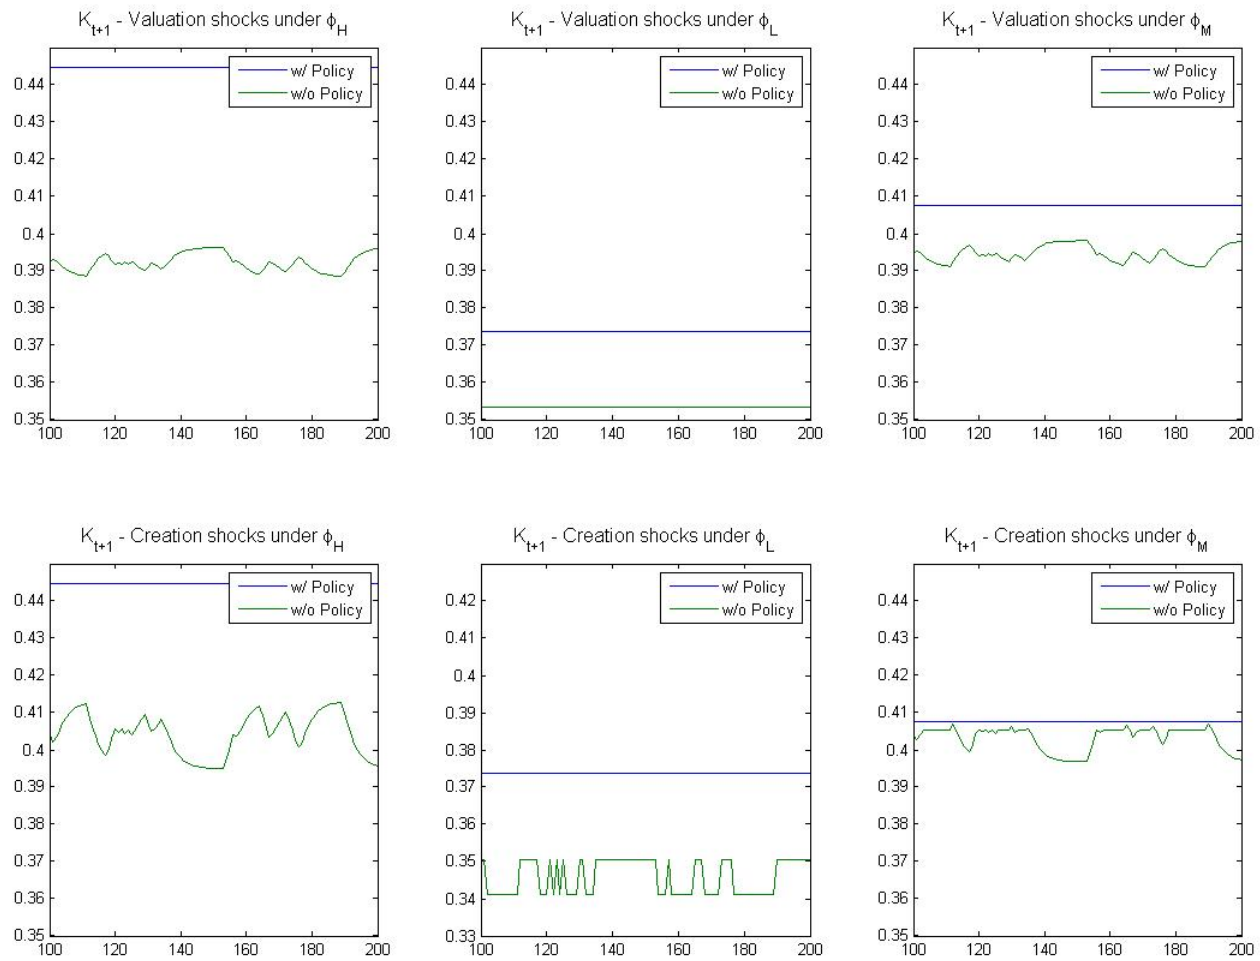 K_{t+1} - Valuation shocks under ϕ_H
w/ Policy
w/o Policy
0.44
0.43
0.42
0.41
0.4
0.39
0.38
0.37
0.36
0.35
100 120 140 160 180 200
K_{t+1} - Valuation shocks under ϕ_L
w/ Policy
w/o Policy
0.44
0.43
0.42
0.41
0.4
0.39
0.38
0.37
0.36
0.35
100 120 140 160 180 200
K_{t+1} - Valuation shocks under ϕ_M
w/ Policy
w/o Policy
0.44
0.43
0.42
0.41
0.4
0.39
0.38
0.37
0.36
0.35
100 120 140 160 180 200
K_{t+1} - Creation shocks under ϕ_H
w/ Policy
w/o Policy
0.44
0.43
0.42
0.41
0.4
0.39
0.38
0.37
0.36
0.35
100 120 140 160 180 200
K_{t+1} - Creation shocks under ϕ_L
w/ Policy
w/o Policy
0.42
0.41
0.4
0.39
0.38
0.37
0.36
0.35
0.34
0.33
100 120 140 160 180 200
K_{t+1} - Creation shocks under ϕ_M
w/ Policy
w/o Policy
0.44
0.43
0.42
0.41
0.4
0.39
0.38
0.37
0.36
0.35
100 120 140 160 180 200